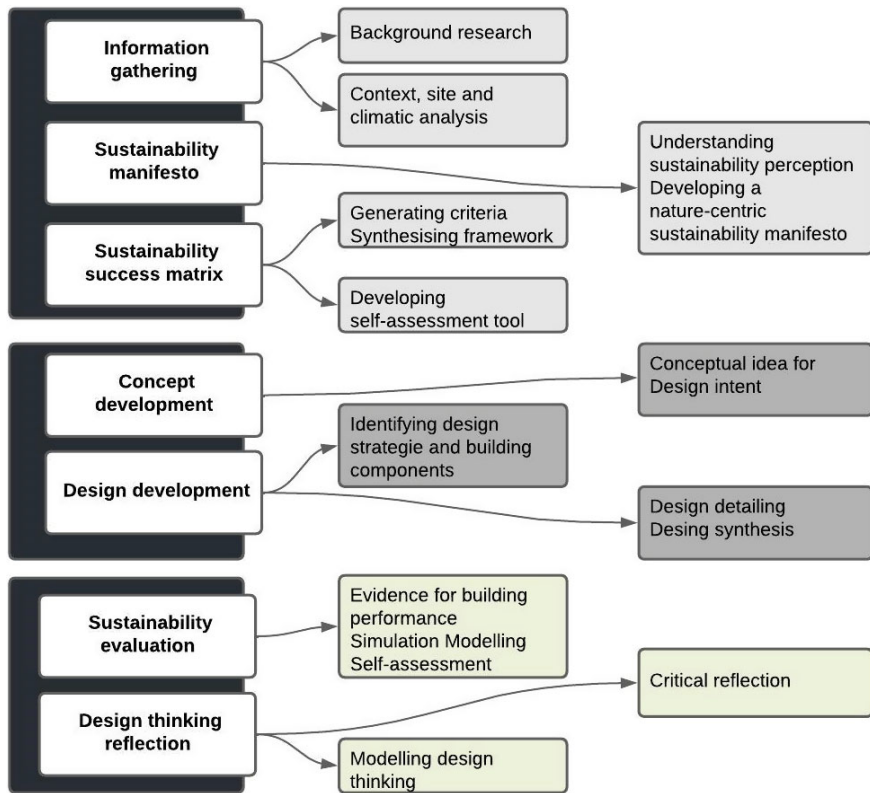 Information
gathering
Background research
Context, site and
climatic analysis
Sustainability
manifesto
Understanding
sustainability perception
Developing a
nature-centric
sustainability manifesto
Sustainability
success matrix
Generating criteria
Synthesising framework
Developing
self-assessment tool
Concept
development
Conceptual idea for
Design intent
Design development
Identifying design
strategie and building
components
Design detailing
Desing synthesis
Sustainability
evaluation
Evidence for building
performance
Simulation Modelling
Self-assessment
Design thinking
reflection
Critical reflection
Modelling design
thinking